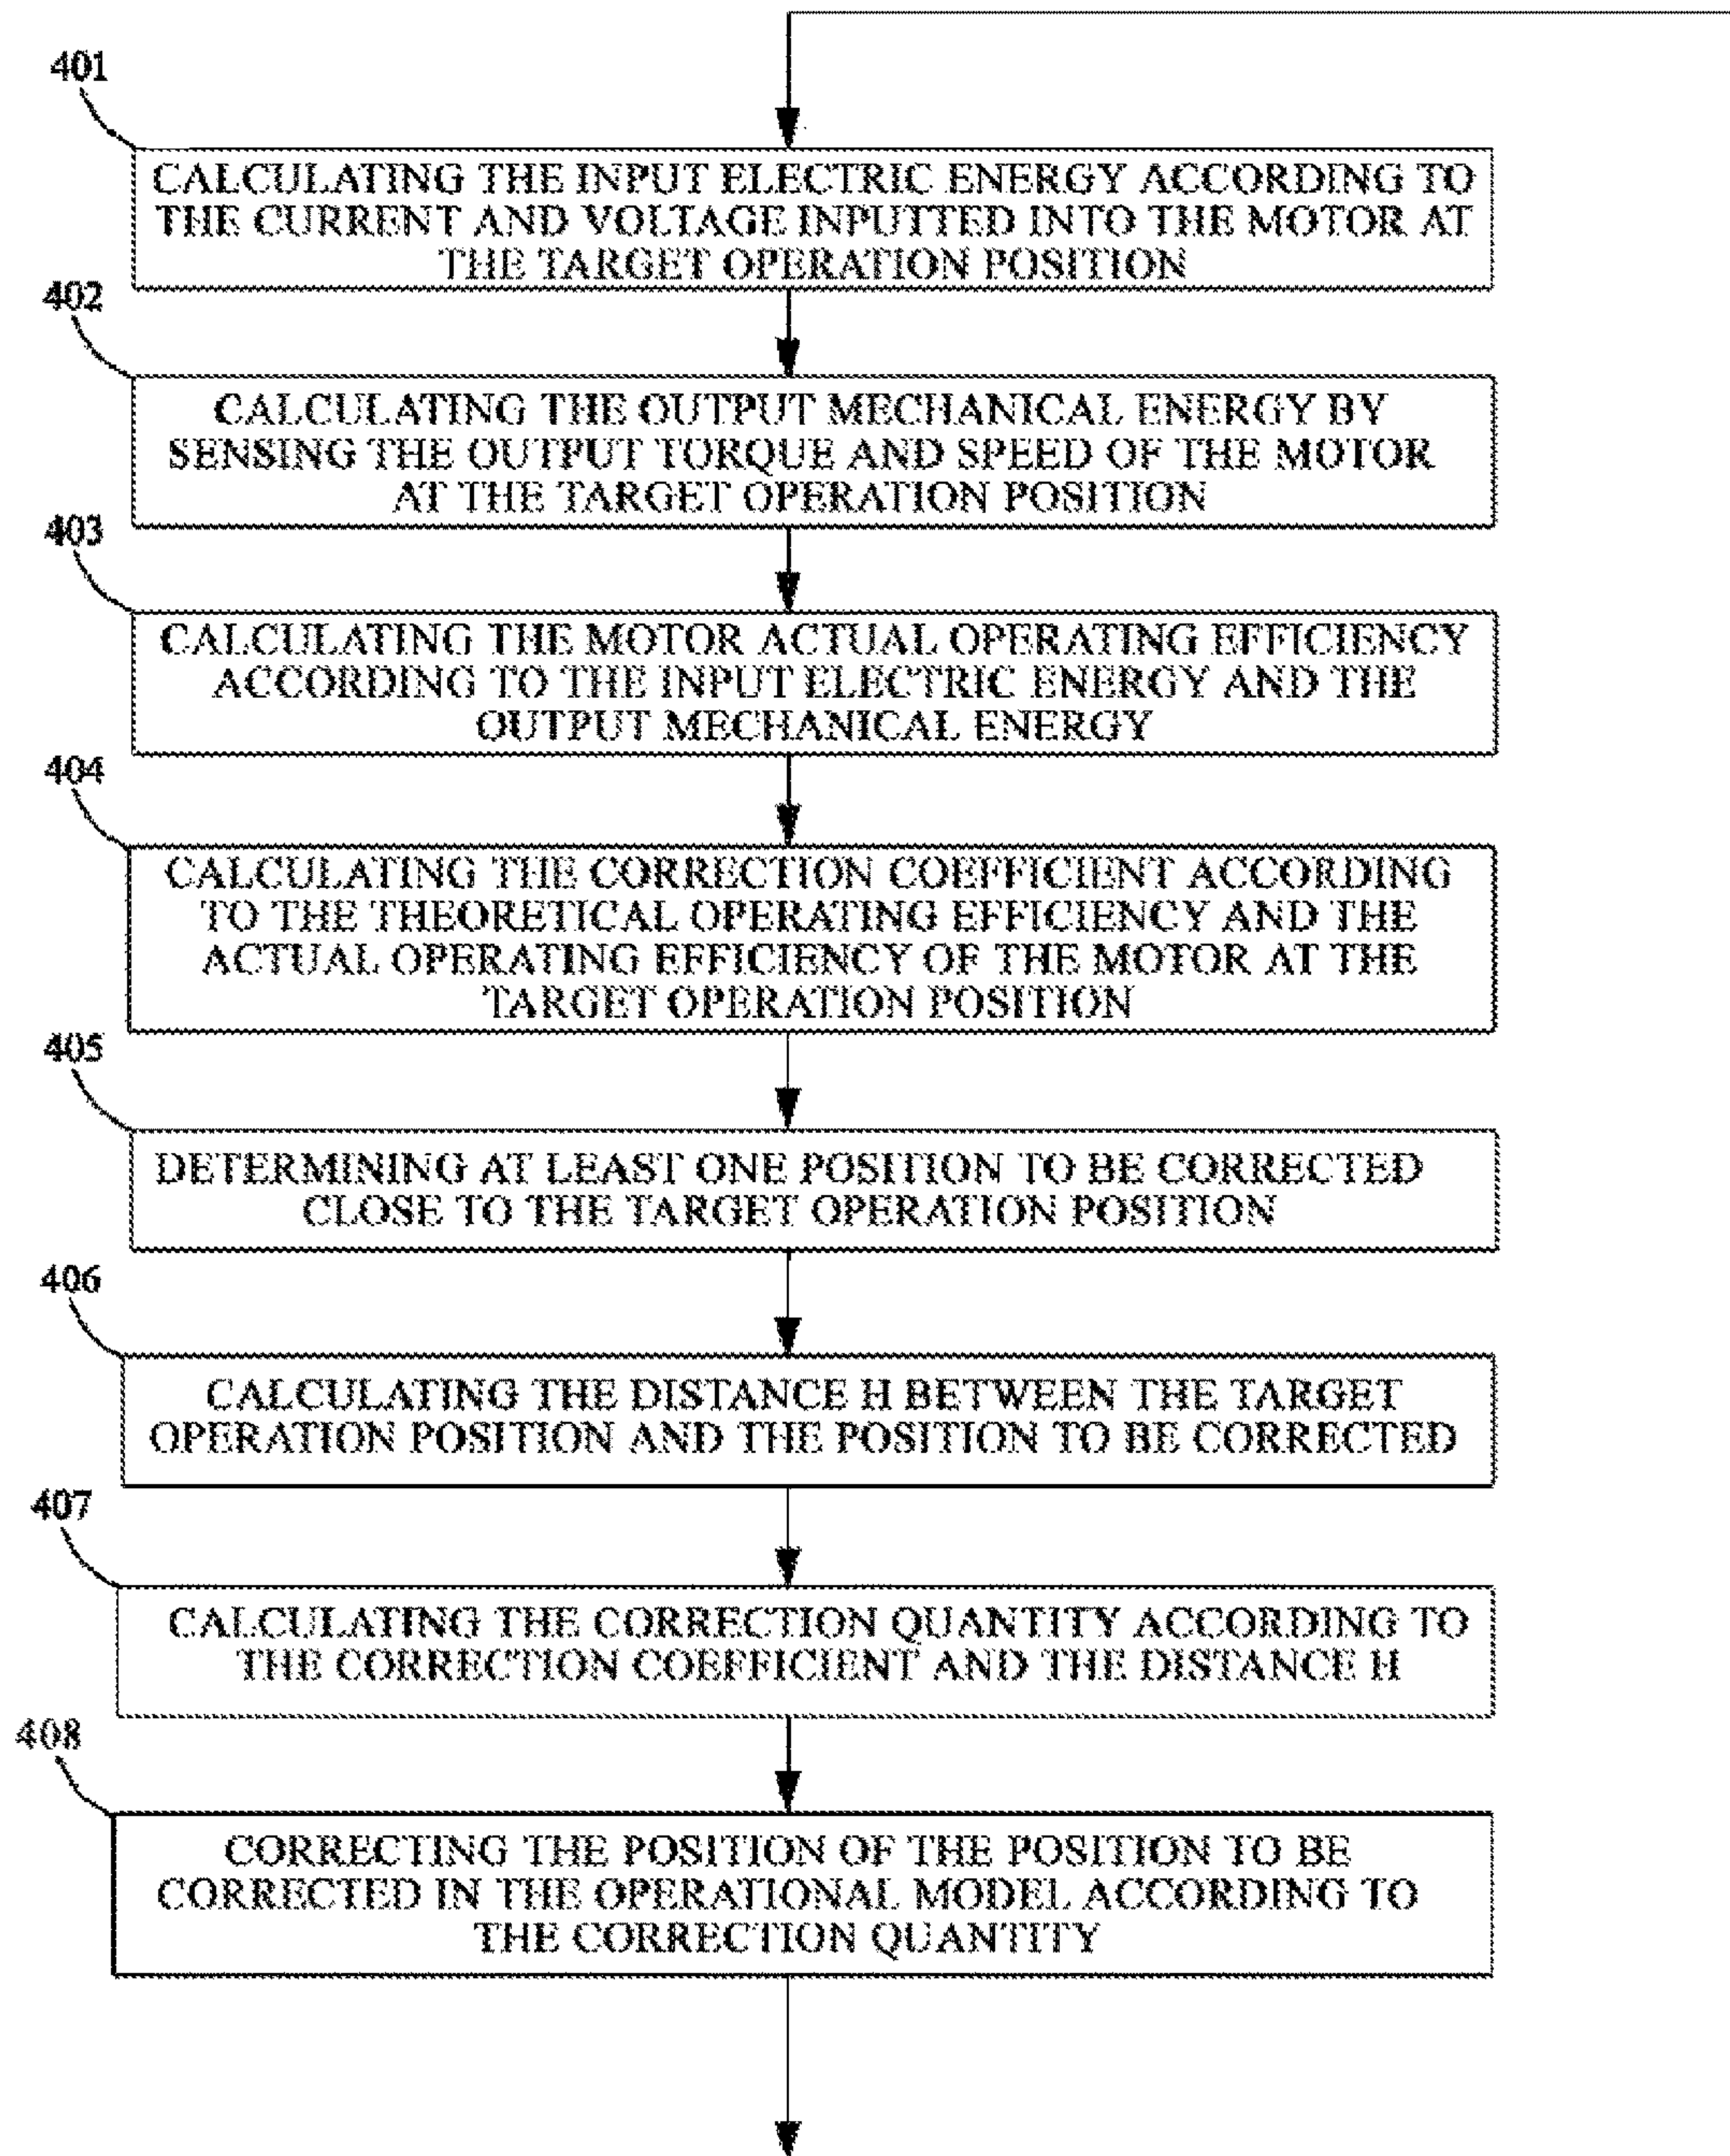 401
CALCULATING THE INPUT ELECTRIC ENERGY ACCORDING TO
THE CURRENT AND VOLTAGE INPUTTED INTO THE MOTOR AT
THE TARGET OPERATION POSITION
402
CALCULATING THE OUTPUT MECHANICAL ENERGY BY
SENSING THE OUTPUT TORQUE AND SPEED OF THE MOTOR
AT THE TARGET OPERATION POSITION
403
CALCULATING THE MOTOR ACTUAL OPERATING EFFICIENCY
ACCORDING TO THE INPUT ELECTRIC ENERGY AND THE
OUTPUT MECHANICAL ENERGY
404
CALCULATING THE CORRECTION COEFFICIENT ACCORDING
TO THE THEORETICAL OPERATING EFFICIENCY AND THE
ACTUAL OPERATING EFFICIENCY OF THE MOTOR AT THE
TARGET OPERATION POSITION
405
DETERMINING AT LEAST ONE POSITION TO BE CORRECTED
CLOSE TO THE TARGET OPERATION POSITION
406
CALCULATING THE DISTANCE H BETWEEN THE TARGET
OPERATION POSITION AND THE POSITION TO BE CORRECTED
407
CALCULATING THE CORRECTION QUANTITY ACCORDING TO
THE CORRECTION COEFFICIENT AND THE DISTANCE H
408
CORRECTING THE POSITION OF THE POSITION TO BE
CORRECTED IN THE OPERATIONAL MODEL ACCORDING TO
THE CORRECTION QUANTITY